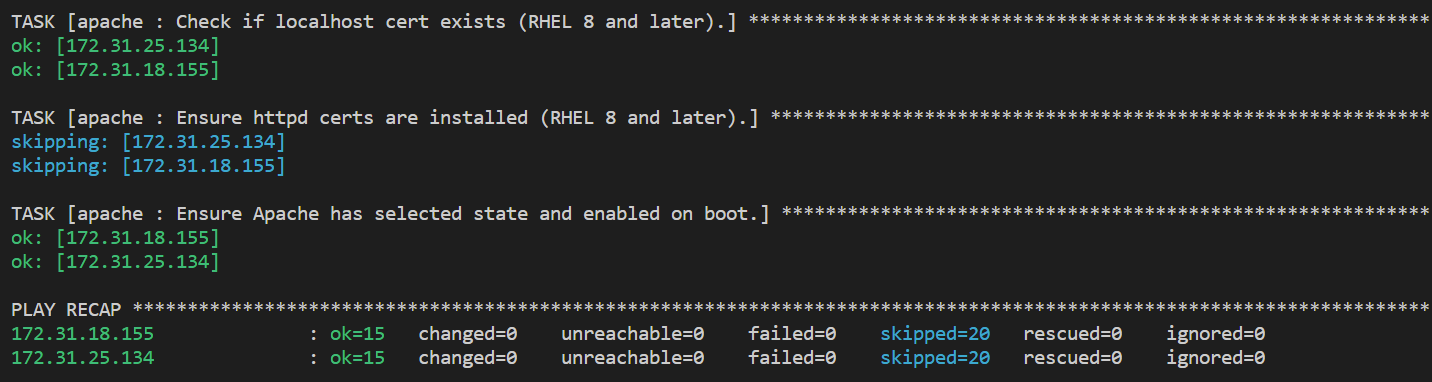 TASK [apache : Check if localhost cert exists (RHEL 8 and later).] **************************************************************
ok: [172.31.25.134]
ok: [172.31.18.155]
TASK [apache : Ensure httpd certs are installed (RHEL 8 and later).] ************************************************************
skipping: [172.31.25.134]
skipping: [172.31.18.155]
TASK [apache : Ensure Apache has selected state and enabled on boot.] ***********************************************************
ok: [172.31.18.155]
ok: [172.31.25.134]
PLAY RECAP **********************************************************************************************************************
172.31.18.155              : ok=15   changed=0    unreachable=0    failed=0    skipped=20   rescued=0    ignored=0
172.31.25.134              : ok=15   changed=0    unreachable=0    failed=0    skipped=20   rescued=0    ignored=0